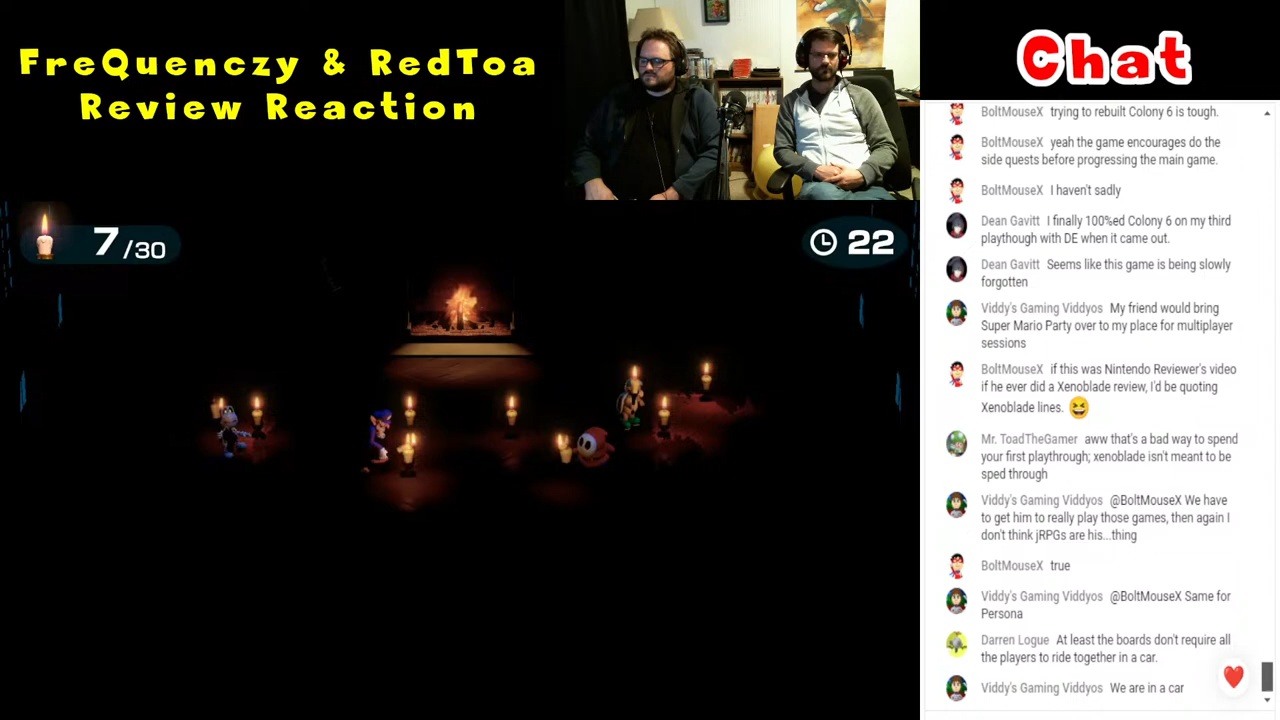 FreQuenczy & RedToa
Review Reaction
7/30
22
Chat
BoltMouseX trying to rebuilt Colony 6 is tough.
BoltMouseX yeah the game encourages do the
side quests before progressing the main game.
BoltMouseX I haven't sadly
Dean Gavitt I finally 100%ed Colony 6 on my third
playthough with DE when it came out.
Dean Gavitt Seems like this game is being slowly
forgotten
Viddy's Gaming Viddyos My friend would bring
Super Mario Party over to my place for multiplayer
sessions
BoltMouseX if this was Nintendo Reviewer's video
if he ever did a Xenoblade review, I'd be quoting
Xenoblade lines.
Mr. ToadTheGamer aww that's a bad way to spend
your first playthrough; xenoblade isn't meant to be
sped through
Viddy's Gaming Viddyos @BoltMouseX We have
to get him to really play those games, then again I
don't think jRPGs are his...thing
BoltMouseX true
Viddy's Gaming Viddyos @BoltMouseX Same for
Persona
Darren Logue At least the boards don't require all
the players to ride together in a car.
Viddy's Gaming Viddyos We are in a car